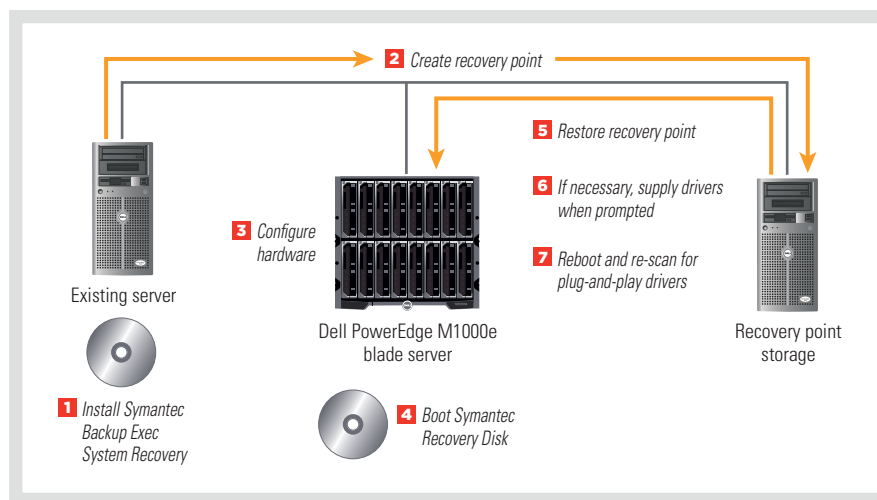 2 Create recovery point
5 Restore recovery point
6 If necessary, supply drivers
when prompted
3 Configure
hardware
7 Reboot and re-scan for
plug-and-play drivers
Existing server
Dell PowerEdge M1000e
blade server
Recovery point
storage
1 Install Symantec
Backup Exec
System Recovery
4 Boot Symantec
Recovery Disk